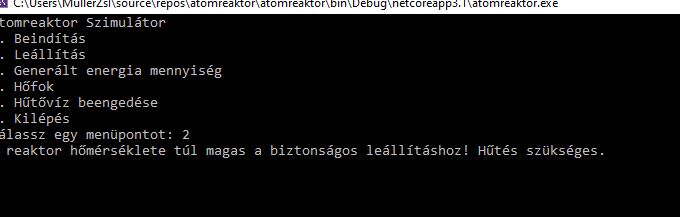 C:\Users\MullerZsl\source\repos\atomreaktor\atomreaktor\bin\Debug\netcoreapp3.1\atomreaktor.exe
tomreaktor Szimulátor
. Beindítás
. Leállítás
. Generált energia mennyiség
. Hőfok
. Hűtővíz beengedése
. Kilépés
álassz egy menüpontot: 2
reaktor hőmérséklete túl magas a biztonságos leállításhoz! Hűtés szükséges.